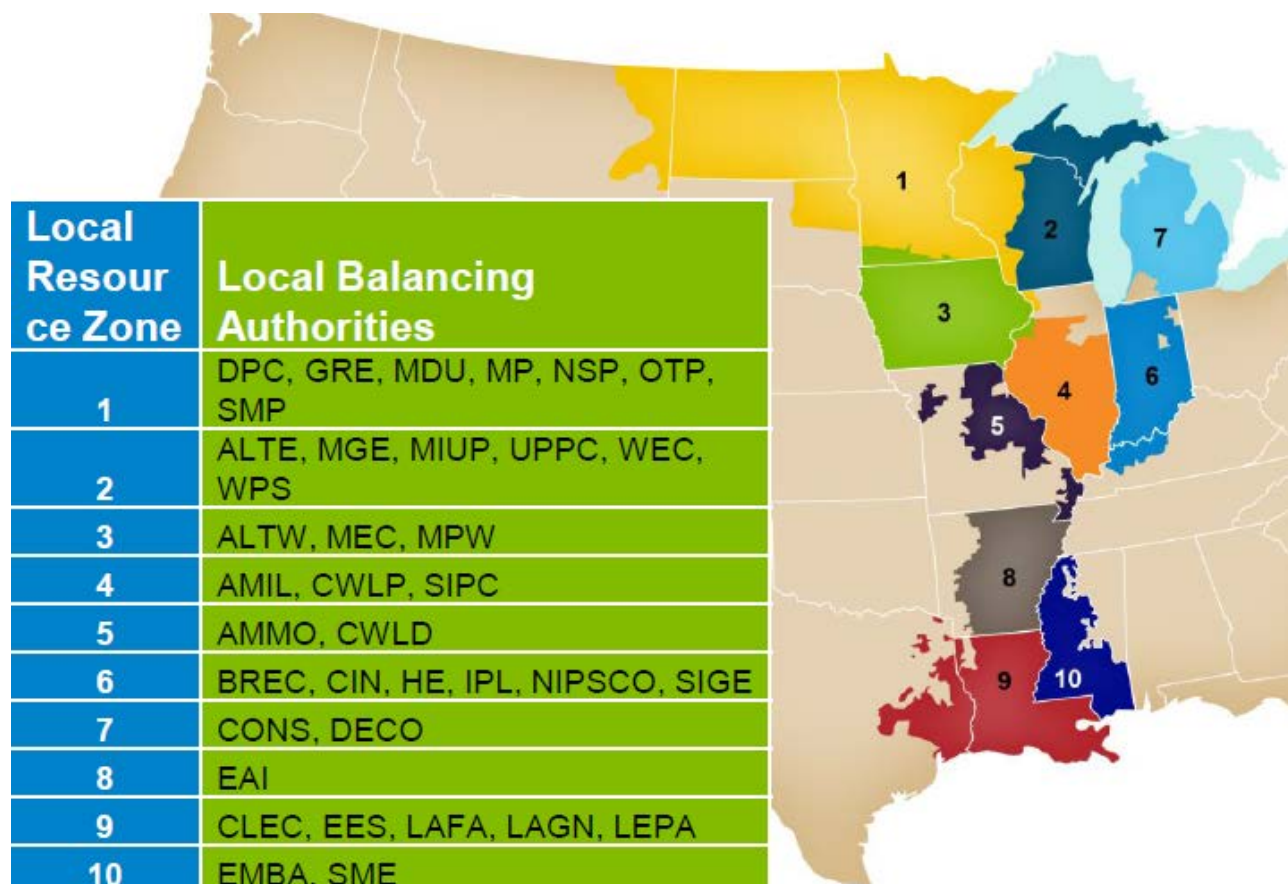 Local
Resour
ce Zone
Local Balancing
Authorities
1
DPC, GRE, MDU, MP, NSP, OTP,
SMP
2
ALTE, MGE, MIUP, UPPC, WEC,
WPS
3
ALTW, MEC, MPW
4
AMIL, CWLP, SIPC
5
AMMO, CWLD
6
BREC, CIN, HE, IPL, NIPSCO, SIGE
7
CONS, DECO
8
EAI
9
CLEC, EES, LAFA, LAGN, LEPA
10
EMBA, SME
1
2
7
3
4
6
5
8
9
10